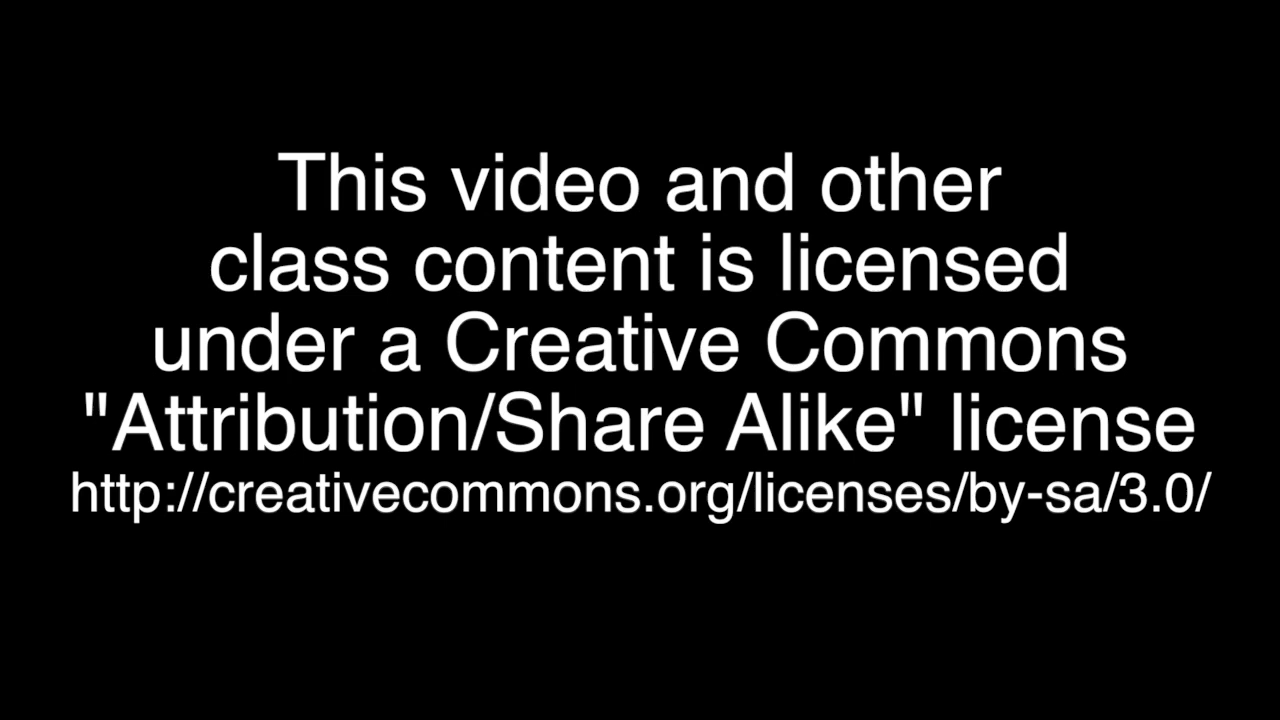 This video and other
class content is licensed
under a Creative Commons
"Attribution/Share Alike" license
http://creativecommons.org/licenses/by-sa/3.0/